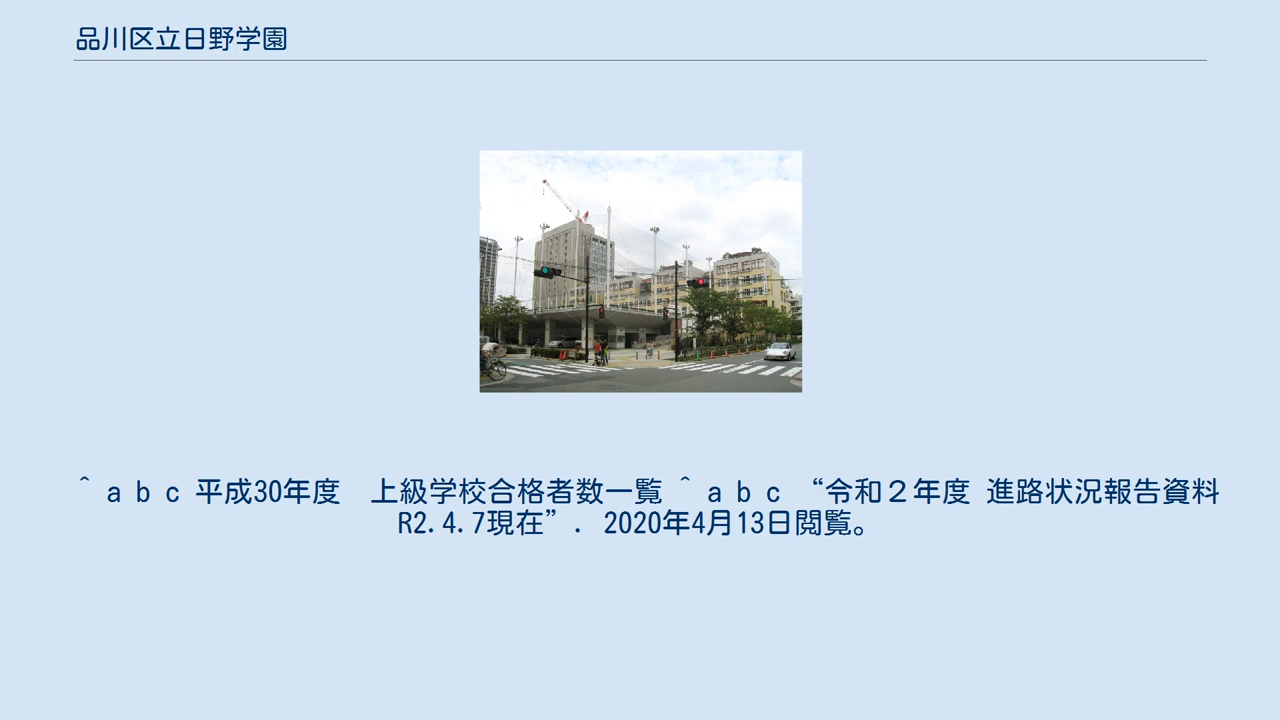 品川区立日野学園
＾ａｂｃ 平成30年度　上級学校合格者数一覧 ＾ａｂｃ “令和２年度 進路状況報告資料
R2.4.7現在”. 2020年4月13日閲覧。